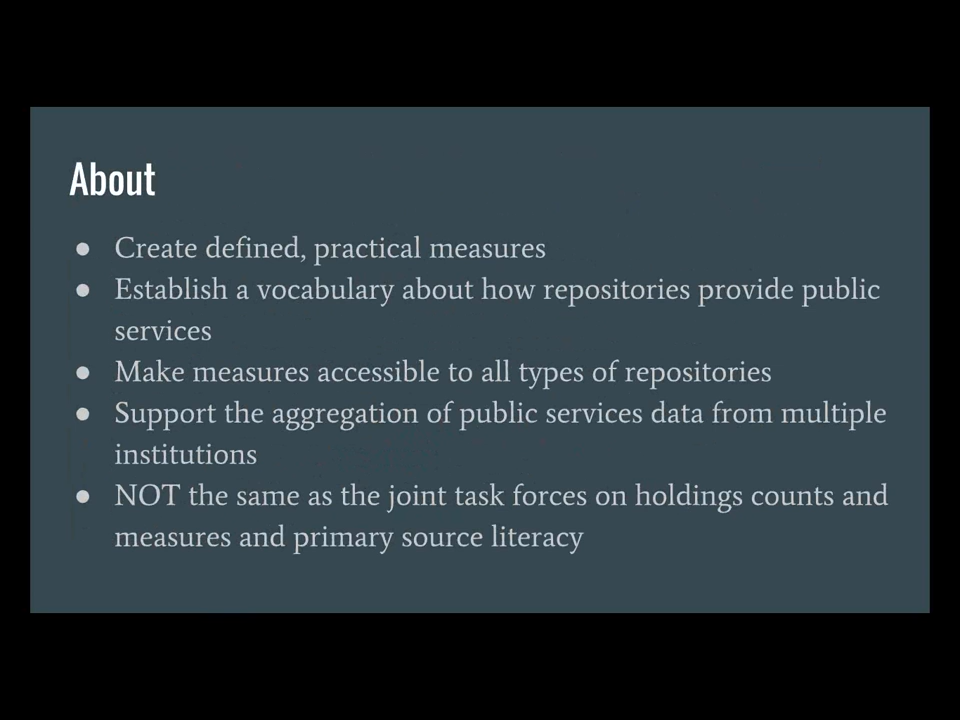 About
● Create defined, practical measures
● Establish a vocabulary about how repositories provide public
services
● Make measures accessible to all types of repositories
● Support the aggregation of public services data from multiple
institutions
● NOT the same as the joint task forces on holdings counts and
measures and primary source literacy